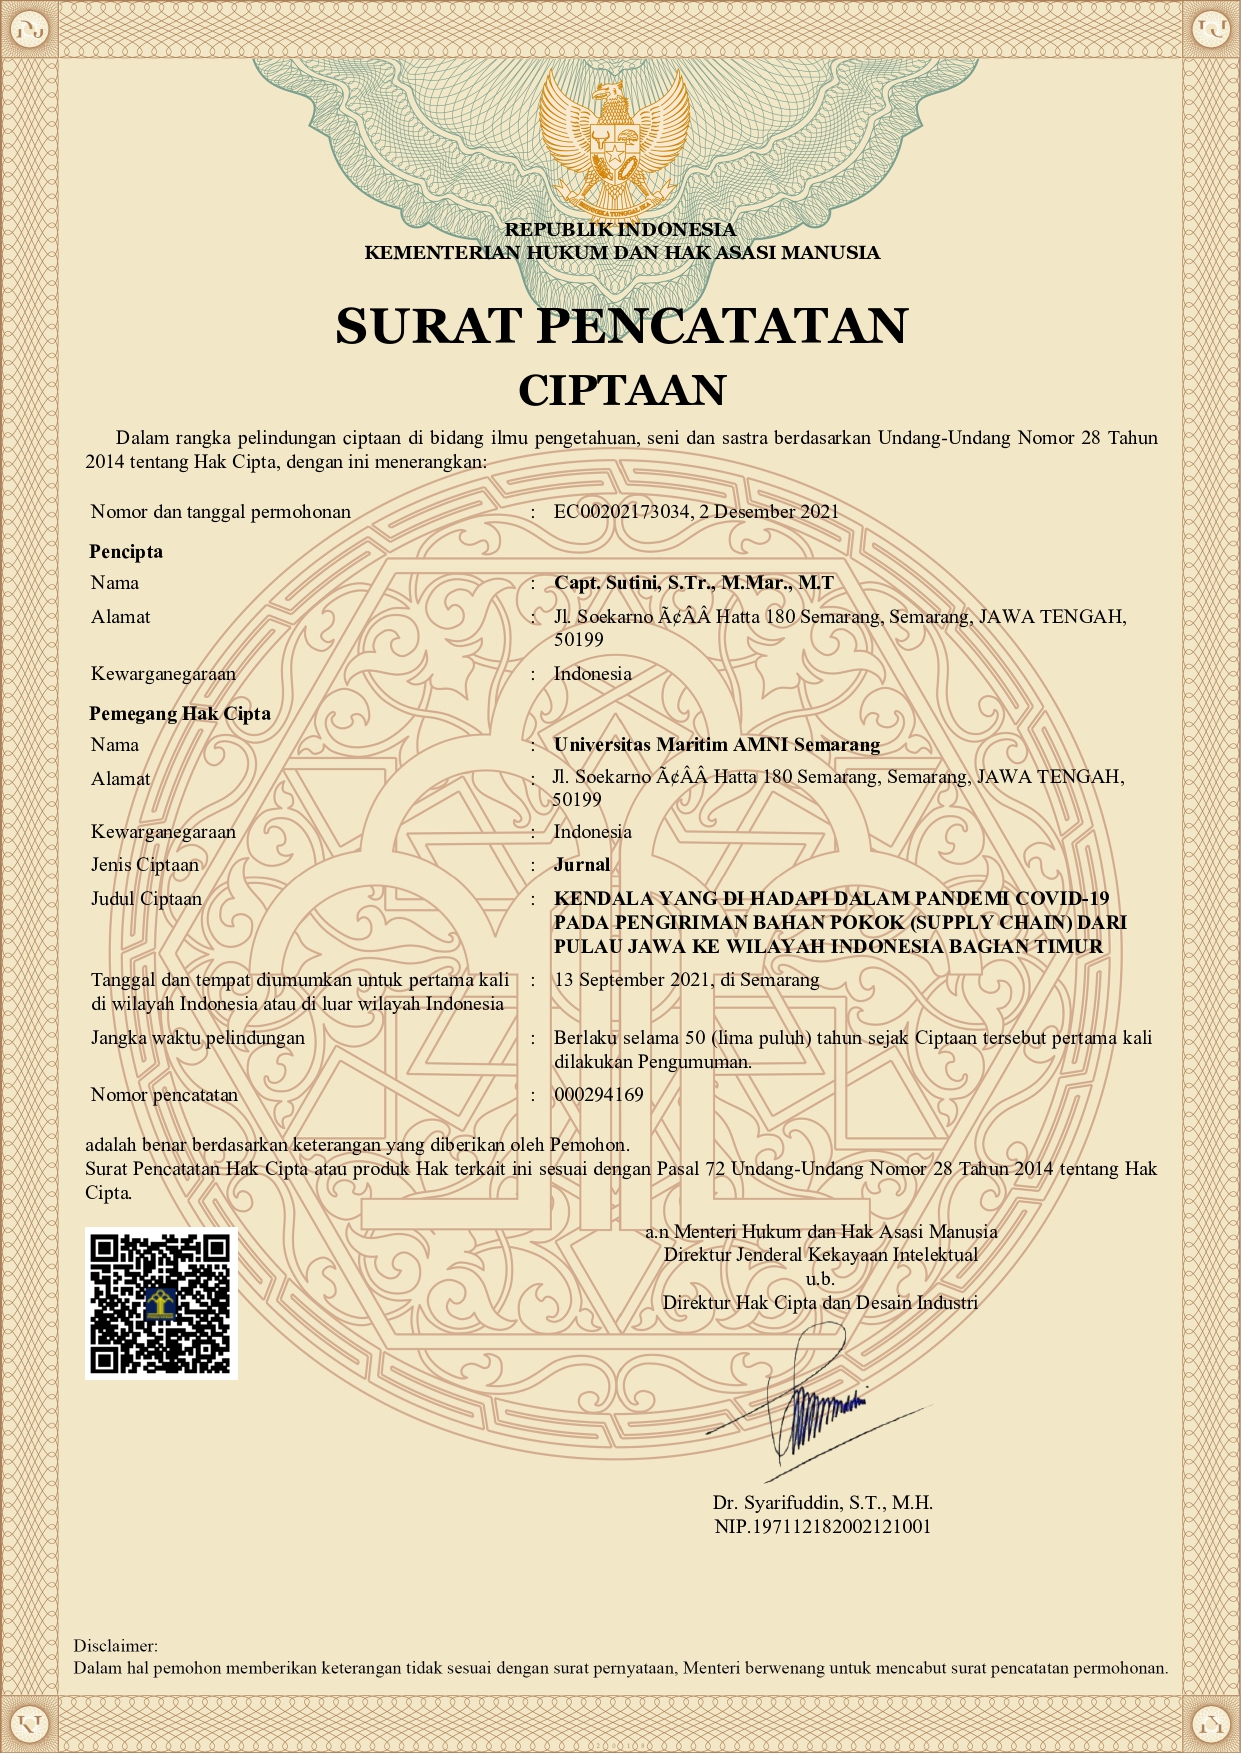 REPUBLIK INDONESIA
KEMENTERIAN HUKUM DAN HAK ASASI MANUSIA
SURAT PENCATATAN
CIPTAAN
Dalam rangka pelindungan ciptaan di bidang ilmu pengetahuan, seni dan sastra berdasarkan Undang-Undang Nomor 28 Tahun
2014 tentang Hak Cipta, dengan ini menerangkan:
Nomor dan tanggal permohonan : EC00202173034, 2 Desember 2021
Pencipta
Nama : Capt. Sutini, S.Tr., M.Mar., M.T
Alamat : Jl. Soekarno Ã¢ÂÂ Hatta 180 Semarang, Semarang, JAWA TENGAH,
50199
Kewarganegaraan : Indonesia
Pemegang Hak Cipta
Nama : Universitas Maritim AMNI Semarang
Alamat : Jl. Soekarno Ã¢ÂÂ Hatta 180 Semarang, Semarang, JAWA TENGAH,
50199
Kewarganegaraan : Indonesia
Jenis Ciptaan : Jurnal
Judul Ciptaan : KENDALA YANG DI HADAPI DALAM PANDEMI COVID-19
PADA PENGIRIMAN BAHAN POKOK (SUPPLY CHAIN) DARI
PULAU JAWA KE WILAYAH INDONESIA BAGIAN TIMUR
Tanggal dan tempat diumumkan untuk pertama kali : 13 September 2021, di Semarang
di wilayah Indonesia atau di luar wilayah Indonesia
Jangka waktu pelindungan : Berlaku selama 50 (lima puluh) tahun sejak Ciptaan tersebut pertama kali
dilakukan Pengumuman.
Nomor pencatatan : 000294169
adalah benar berdasarkan keterangan yang diberikan oleh Pemohon.
Surat Pencatatan Hak Cipta atau produk Hak terkait ini sesuai dengan Pasal 72 Undang-Undang Nomor 28 Tahun 2014 tentang Hak
Cipta.
a.n Menteri Hukum dan Hak Asasi Manusia
Direktur Jenderal Kekayaan Intelektual
u.b.
Direktur Hak Cipta dan Desain Industri
Dr. Syarifuddin, S.T., M.H.
NIP.197112182002121001
Disclaimer:
Dalam hal pemohon memberikan keterangan tidak sesuai dengan surat pernyataan, Menteri berwenang untuk mencabut surat pencatatan permohonan.